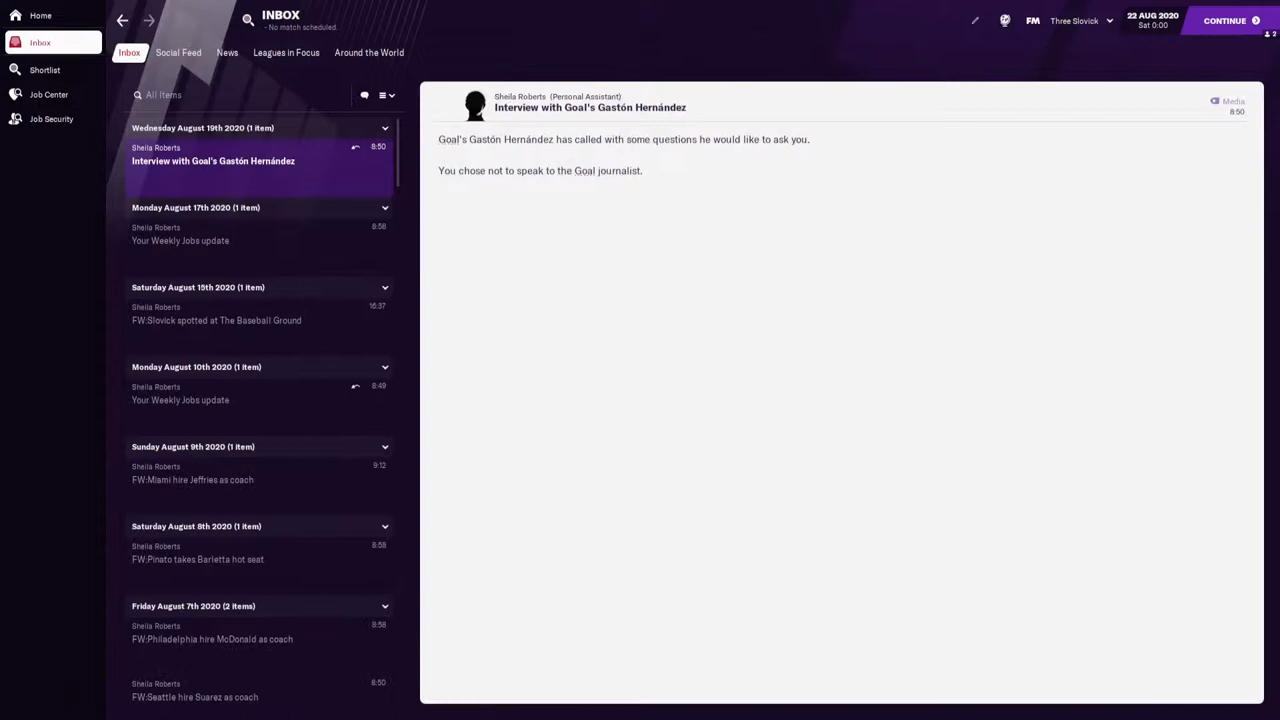 Home
Inbox
Shortlist
Job Center
Job Security
INBOX
- No match scheduled.
FM
Three Slovick
22 AUG 2020
Sat 0:00
CONTINUE
2
Inbox
Social Feed
News
Leagues in Focus
Around the World
All Items
Wednesday August 19th 2020 (1 item)
Sheila Roberts
8:50
Interview with Goal's Gastón Hernández
Monday August 17th 2020 (1 item)
Sheila Roberts
8:58
Your Weekly Jobs update
Saturday August 15th 2020 (1 item)
Sheila Roberts
16:37
FW:Slovick spotted at The Baseball Ground
Monday August 10th 2020 (1 item)
Sheila Roberts
8:49
Your Weekly Jobs update
Sunday August 9th 2020 (1 item)
Sheila Roberts
9:12
FW:Miami hire Jeffries as coach
Saturday August 8th 2020 (1 item)
Sheila Roberts
8:58
FW:Pinato takes Barletta hot seat
Friday August 7th 2020 (2 items)
Sheila Roberts
8:58
FW:Philadelphia hire McDonald as coach
Sheila Roberts
8:50
FW:Seattle hire Suarez as coach
Sheila Roberts (Personal Assistant)
Interview with Goal's Gastón Hernández
Media
8:50
Goal's Gastón Hernández has called with some questions he would like to ask you.
You chose not to speak to the Goal journalist.